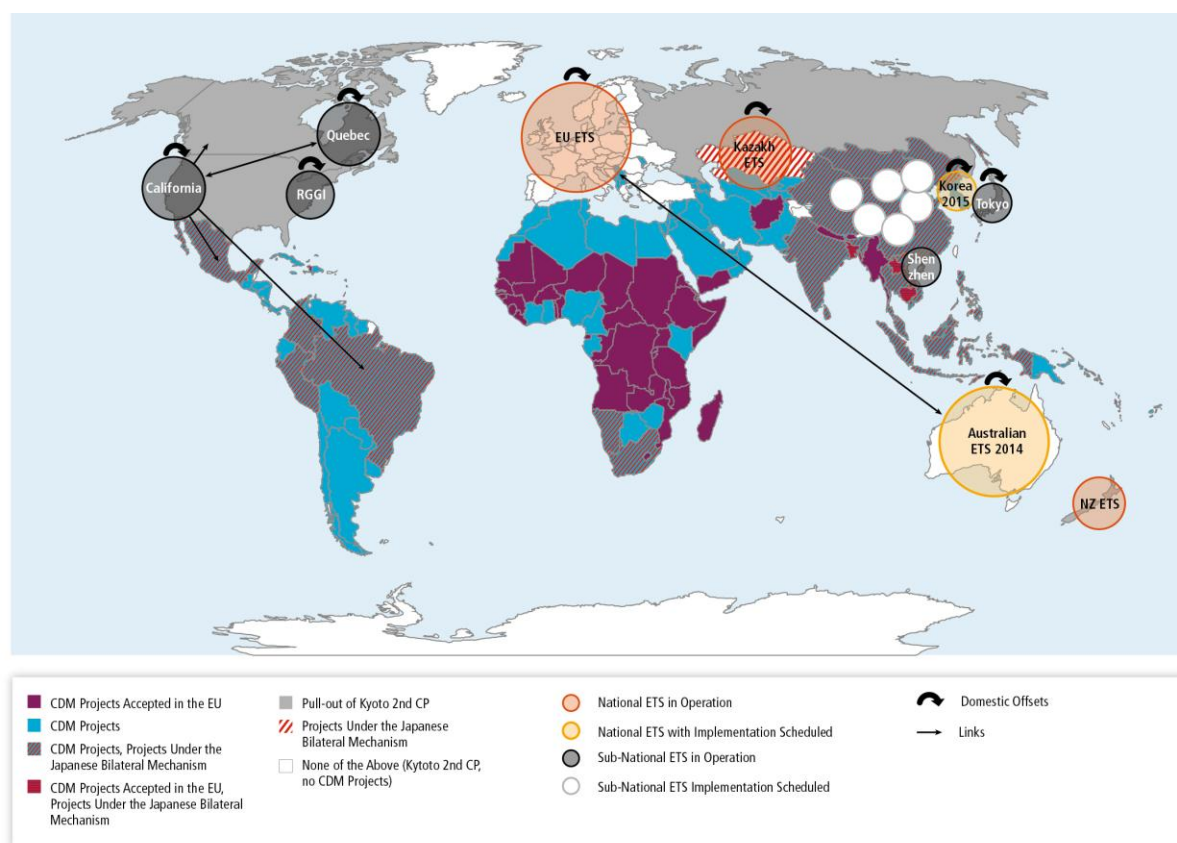 EU ETS
Kazakh
ETS
Quebec
California
RGGI
Korea
2015
Tokyo
Shen
zhen
Australian
ETS 2014
NZ ETS
CDM Projects Accepted in the EU
CDM Projects
CDM Projects, Projects Under the
Japanese Bilateral Mechanism
CDM Projects Accepted in the EU,
Projects Under the Japanese Bilateral
Mechanism
Pull-out of Kyoto 2nd CP
Projects Under the Japanese
Bilateral Mechanism
None of the Above (Kytoto 2nd CP,
no CDM Projects)
National ETS in Operation
National ETS with Implementation Scheduled
Sub-National ETS in Operation
Sub-National ETS Implementation Scheduled
Domestic Offsets
Links